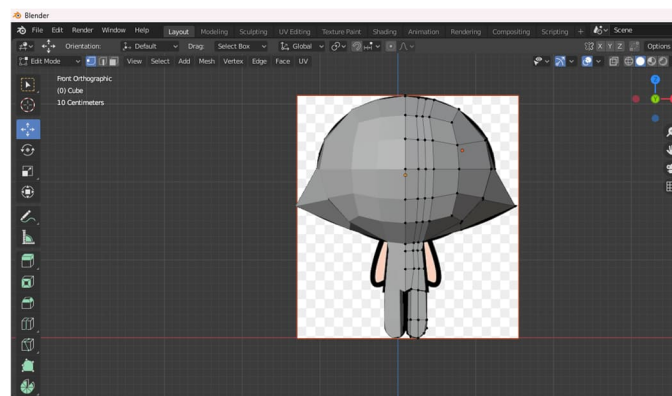 Blender
File Edit Render Window Help Layout Modeling Sculpting UV Editing Texture Paint Shading Animation Rendering Compositing Scripting + Scene
Orientation: Default Drag: Select Box Global Options
X Y Z
Edit Mode View Select Add Mesh Vertex Edge Face UV
Front Orthographic
(0) Cube
10 Centimeters
Z
Y